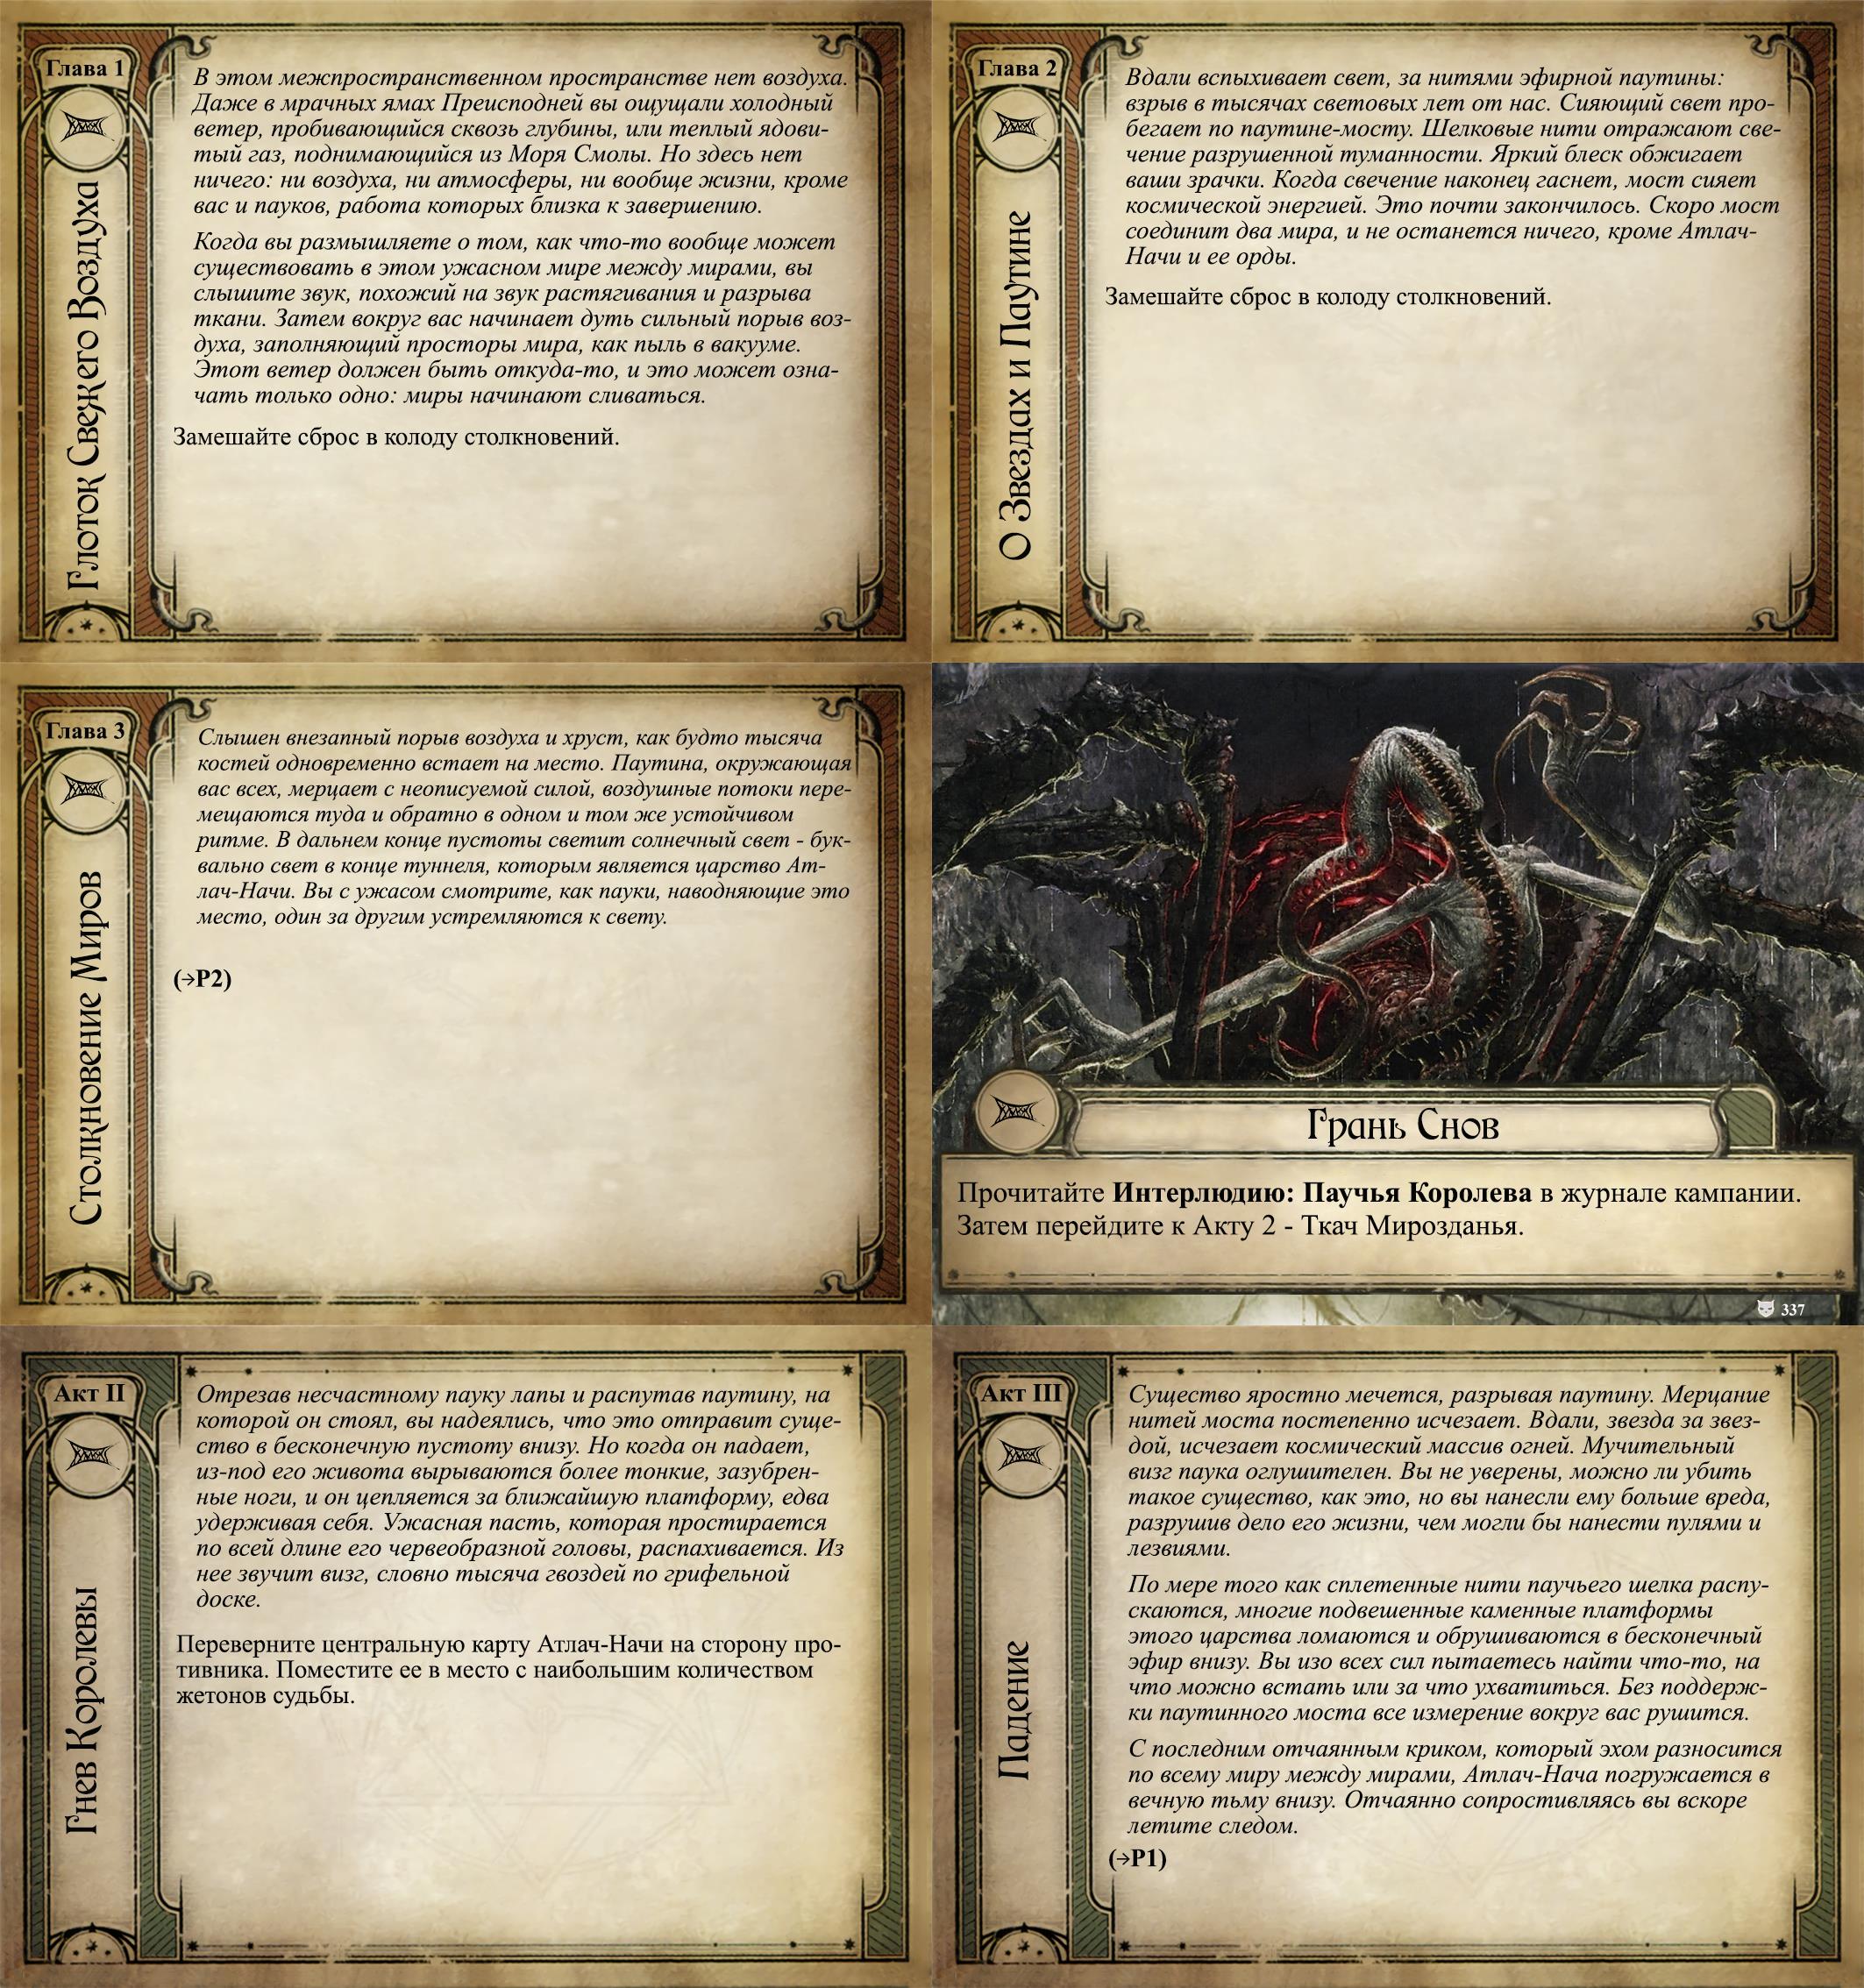 Глава 1
Глоток Свежего Воздуха
В этом межпространственном пространстве нет воздуха.
Даже в мрачных ямах Преисподней вы ощущали холодный
ветер, пробивающийся сквозь глубины, или теплый ядови-
тый газ, поднимающийся из Моря Смолы. Но здесь нет
ничего: ни воздуха, ни атмосферы, ни вообще жизни, кроме
вас и пауков, работа которых близка к завершению.
Когда вы размышляете о том, как что-то вообще может
существовать в этом ужасном мире между мирами, вы
слышите звук, похожий на звук растягивания и разрыва
ткани. Затем вокруг вас начинает дуть сильный порыв воз-
духа, заполняющий просторы мира, как пыль в вакууме.
Этот ветер должен быть откуда-то, и это может озна-
чать только одно: миры начинают сливаться.
Замешайте сброс в колоду столкновений.
Глава 2
О Звездах и Паутине
Вдали вспыхивает свет, за нитями эфирной паутины:
взрыв в тысячах световых лет от нас. Сияющий свет про-
бегает по паутине-мосту. Шелковые нити отражают све-
чение разрушенной туманности. Яркий блеск обжигает
ваши зрачки. Когда свечение наконец гаснет, мост сияет
космической энергией. Это почти закончилось. Скоро мост
соединит два мира, и не останется ничего, кроме Атлач-
Начи и ее орды.
Замешайте сброс в колоду столкновений.
Глава 3
Столкновение Миров
Слышен внезапный порыв воздуха и хруст, как будто тысяча
костей одновременно встает на место. Паутина, окружающая
вас всех, мерцает с неописуемой силой, воздушные потоки пере-
мещаются туда и обратно в одном и том же устойчивом
ритме. В дальнем конце пустоты светит солнечный свет - бук-
вально свет в конце туннеля, которым является царство Ат-
лач-Начи. Вы с ужасом смотрите, как пауки, наводняющие это
место, один за другим устремляются к свету.
(→Р2)
Грань Снов
Прочитайте Интерлюдию: Паучья Королева в журнале кампании.
Затем перейдите к Акту 2 - Ткач Мирозданья.
337
Акт II
Гнев Королевы
Отрезав несчастному пауку лапы и распутав паутину, на
которой он стоял, вы надеялись, что это отправит суще-
ство в бесконечную пустоту внизу. Но когда он падает,
из-под его живота вырываются более тонкие, зазубрен-
ные ноги, и он цепляется за ближайшую платформу, едва
удерживая себя. Ужасная пасть, которая простирается
по всей длине его червеобразной головы, распахивается. Из
нее звучит визг, словно тысяча гвоздей по грифельной
доске.
Переверните центральную карту Атлач-Начи на сторону про-
тивника. Поместите ее в место с наибольшим количеством
жетонов судьбы.
Акт III
Падение
Существо яростно мечется, разрывая паутину. Мерцание
нитей моста постепенно исчезает. Вдали, звезда за звез-
дой, исчезает космический массив огней. Мучительный
визг паука оглушителен. Вы не уверены, можно ли убить
такое существо, как это, но вы нанесли ему больше вреда,
разрушив дело его жизни, чем могли бы нанести пулями и
лезвиями.
По мере того как сплетенные нити паучьего шелка распу-
скаются, многие подвешенные каменные платформы
этого царства ломаются и обрушиваются в бесконечный
эфир внизу. Вы изо всех сил пытаетесь найти что-то, на
что можно встать или за что ухватиться. Без поддерж-
ки паутинного моста все измерение вокруг вас рушится.
С последним отчаянным криком, который эхом разносится
по всему миру между мирами, Атлач-Нача погружается в
вечную тьму внизу. Отчаянно сопростивляясь вы вскоре
летите следом.
(→Р1)